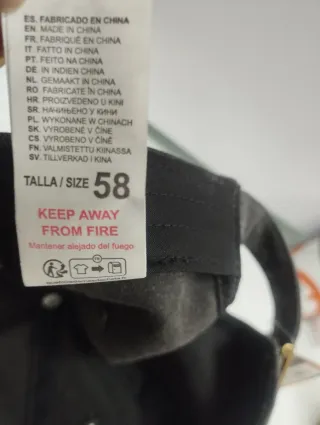 ES. FABRICADO EN CHINA
EN. MADE IN CHINA
FR. FABRIQUÉ EN CHINE
IT. FATTO IN CHINA
PT. FEITO NA CHINA
DE. IN INDIEN CHINA
NL. GEMAAKT IN CHINA
RO. FABRICATE ÎN CHINA
HR. PROIZVEDENO U KINI
SR. НАЧИЊЕНО У КИНИ
PL. WYKONANE W CHINACH
SK. VYROBENÉ V ČÍNE
CS. VYROBENO V ČÍNĚ
FN. VALMISTETTU KIINASSA
SV. TILLVERKAD I KINA
TALLA/SIZE 58
KEEP AWAY
FROM FIRE
Mantener alejado del fuego